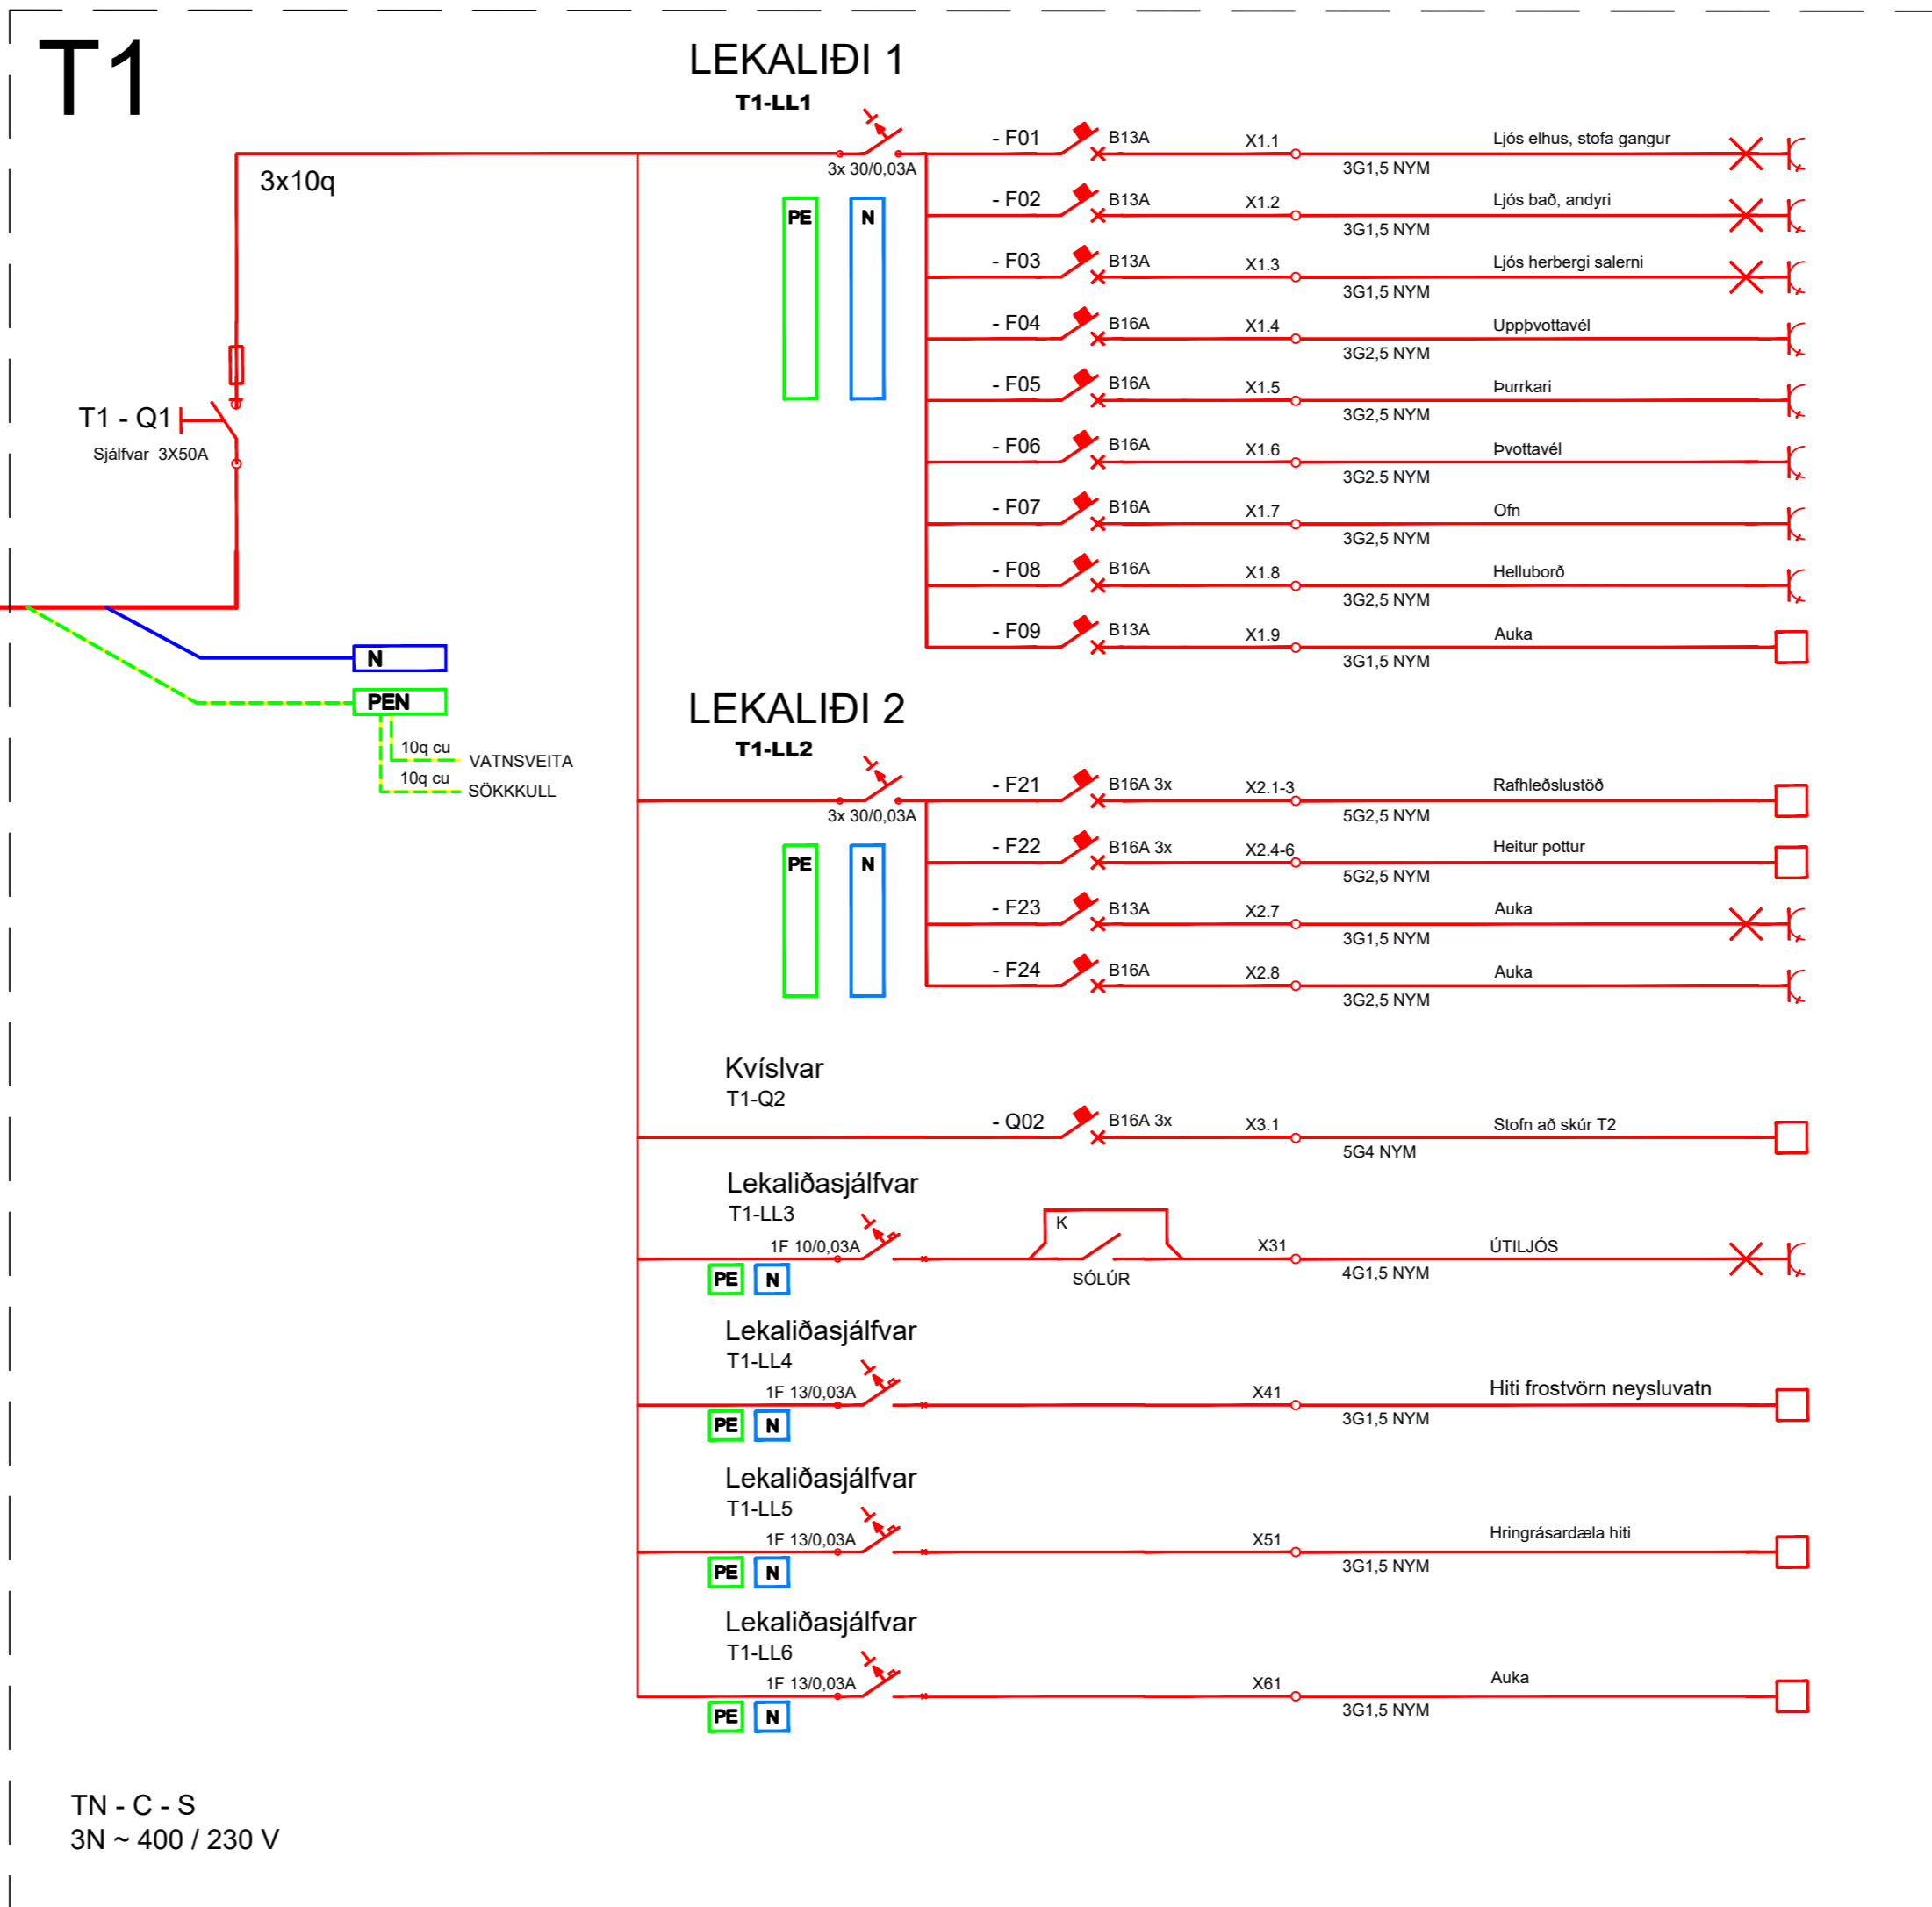 T1
3x10q
T1 - Q1
Sjálfvar 3X50A
N
PEN
10q cu
VATNSVEITA
10q cu
SÖKKKULL
LEKALIÐI 1
T1-LL1
3x 30/0,03A
PE N
- F01 B13A X1.1 Ljós elhus, stofa gangur
3G1,5 NYM
- F02 B13A X1.2 Ljós bað, andyri
3G1,5 NYM
- F03 B13A X1.3 Ljós herbergi salerni
3G1,5 NYM
- F04 B16A X1.4 Uppþvottavél
3G2,5 NYM
- F05 B16A X1.5 Þurrkari
3G2,5 NYM
- F06 B16A X1.6 Þvottavél
3G2.5 NYM
- F07 B16A X1.7 Ofn
3G2,5 NYM
- F08 B16A X1.8 Helluborð
3G2,5 NYM
- F09 B13A X1.9 Auka
3G1,5 NYM
LEKALIÐI 2
T1-LL2
3x 30/0,03A
PE N
- F21 B16A 3x X2.1-3 Rafhleðslustöð
5G2,5 NYM
- F22 B16A 3x X2.4-6 Heitur pottur
5G2,5 NYM
- F23 B13A X2.7 Auka
3G1,5 NYM
- F24 B16A X2.8 Auka
3G2,5 NYM
Kvíslvar
T1-Q2
- Q02 B16A 3x X3.1 Stofn að skúr T2
5G4 NYM
Lekaliðasjálfvar
T1-LL3
1F 10/0,03A K X31 ÚTILJÓS
PE N SÓLÚR 4G1,5 NYM
Lekaliðasjálfvar
T1-LL4
1F 13/0,03A X41 Hiti frostvörn neysluvatn
PE N 3G1,5 NYM
Lekaliðasjálfvar
T1-LL5
1F 13/0,03A X51 Hringrásardæla hiti
PE N 3G1,5 NYM
Lekaliðasjálfvar
T1-LL6
1F 13/0,03A X61 Auka
PE N 3G1,5 NYM
TN - C - S
3N ~ 400 / 230 V